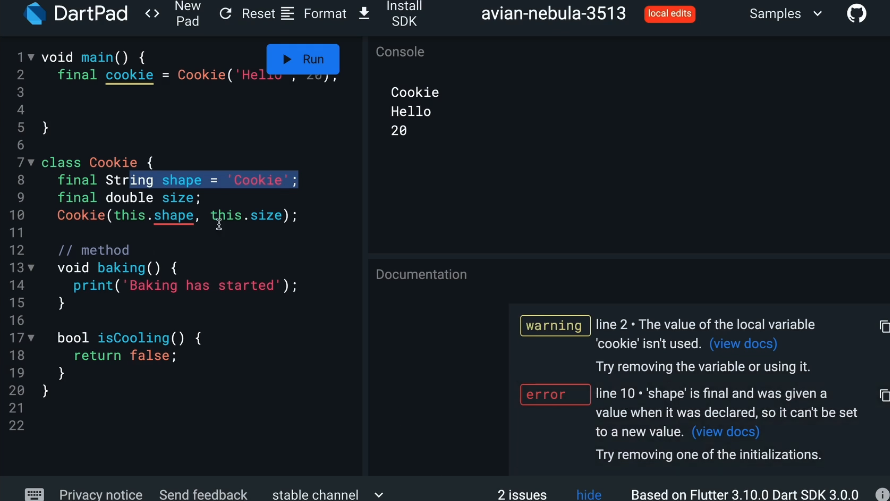 DartPad
<> New Pad
Reset
Format
Install SDK
avian-nebula-3513
local edits
Samples
1 void main() {
2 final cookie = Cookie('Hello', 20);
3
4
5 }
6
7 class Cookie {
8 final String shape = 'Cookie';
9 final double size;
10 Cookie(this.shape, this.size);
11
12 // method
13 void baking() {
14 print('Baking has started');
15 }
16
17 bool isCooling() {
18 return false;
19 }
20 }
21
22
Run
Console
Cookie
Hello
20
Documentation
warning line 2 • The value of the local variable
'cookie' isn't used. (view docs)
Try removing the variable or using it.
error line 10 • 'shape' is final and was given a
value when it was declared, so it can't be set
to a new value. (view docs)
Try removing one of the initializations.
Privacy notice Send feedback stable channel 2 issues hide Based on Flutter 3.10.0 Dart SDK 3.0.0